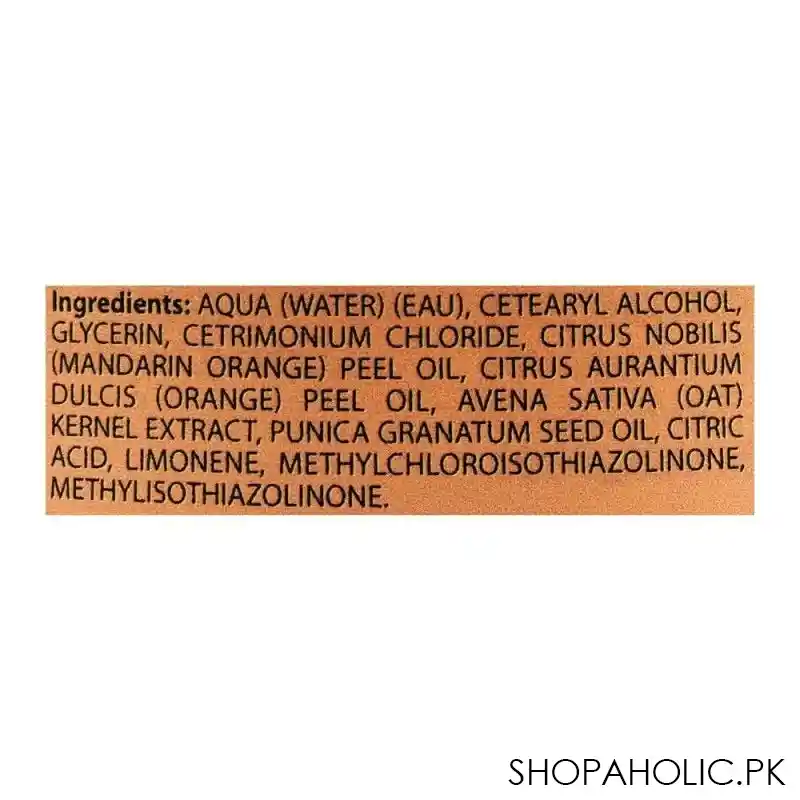 Ingredients: AQUA (WATER) (EAU), CETEARYL ALCOHOL,
GLYCERIN, CETRIMONIUM CHLORIDE, CITRUS NOBILIS
(MANDARIN ORANGE) PEEL OIL, CITRUS AURANTIUM
DULCIS (ORANGE) PEEL OIL, AVENA SATIVA (OAT)
KERNEL EXTRACT, PUNICA GRANATUM SEED OIL, CITRIC
ACID, LIMONENE, METHYLCHLOROISOTHIAZOLINONE,
METHYLISOTHIAZOLINONE.
SHOPAHOLIC.PK